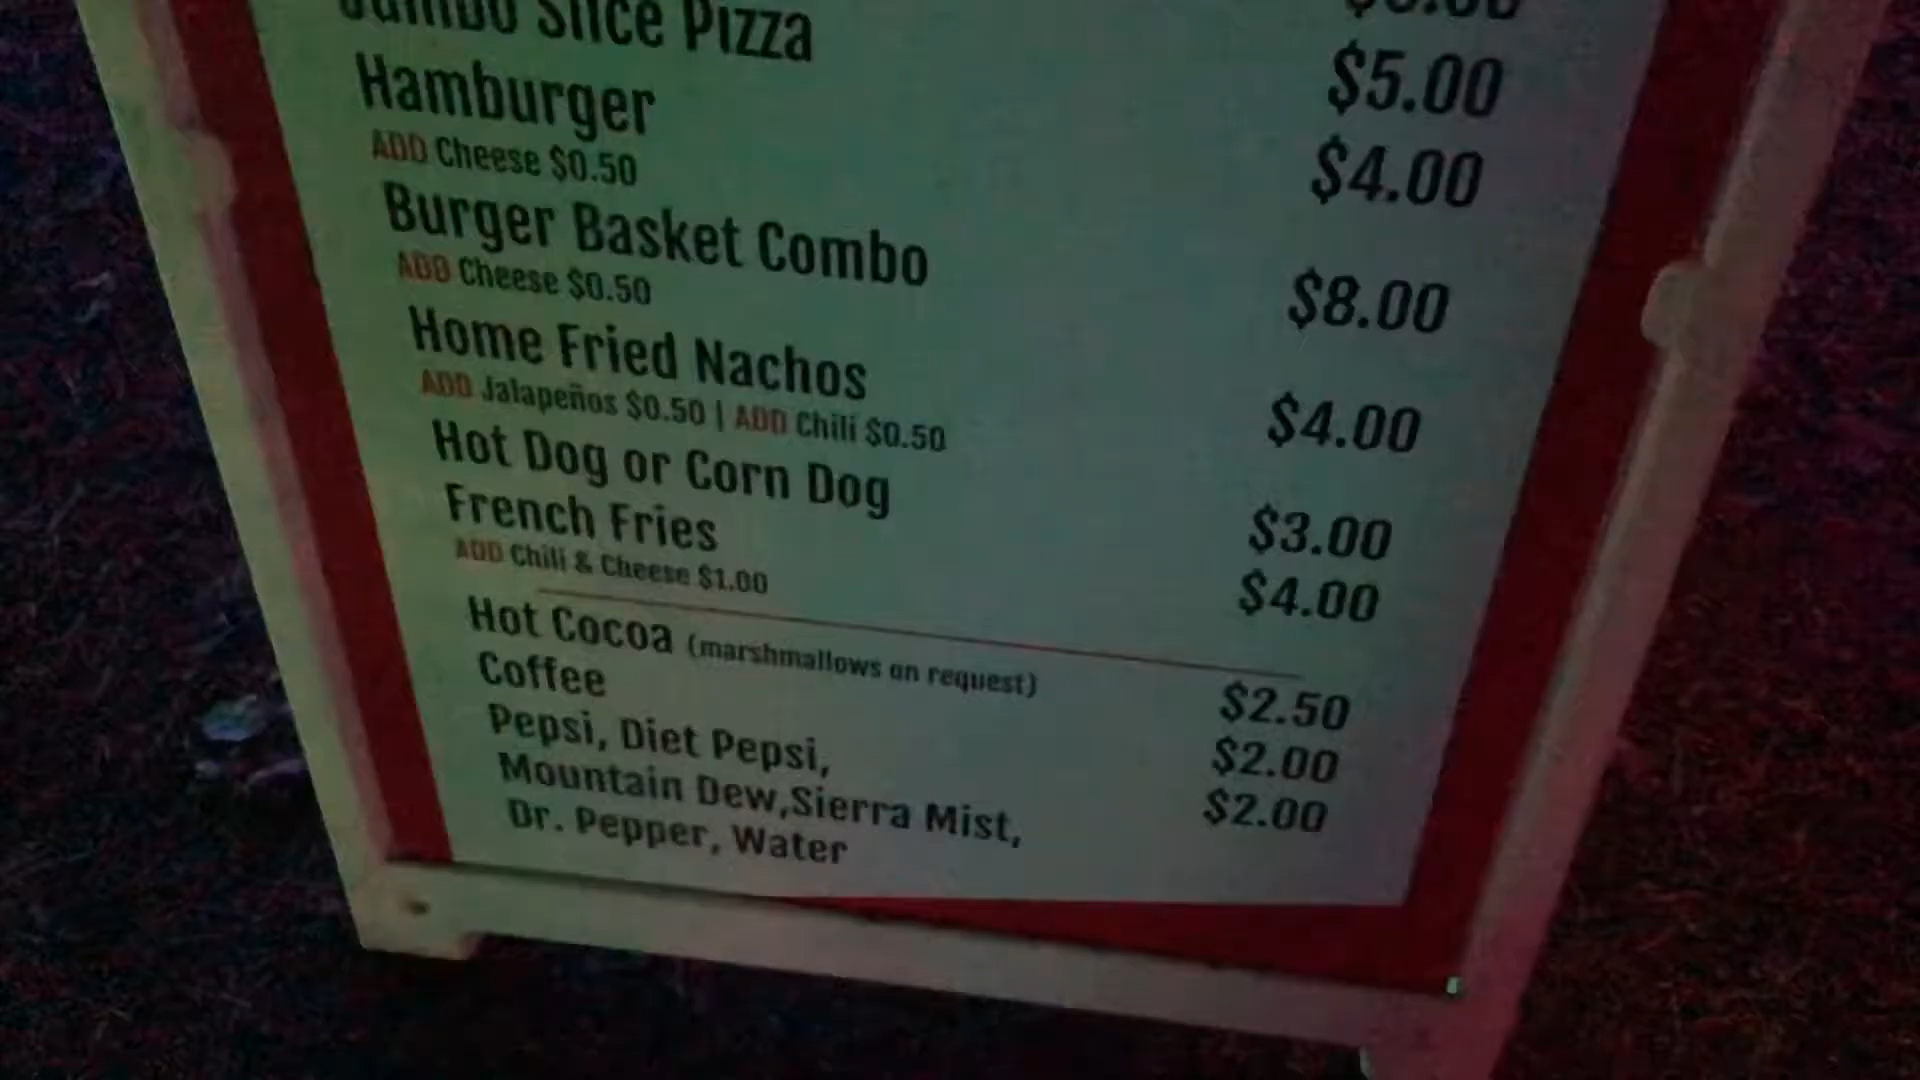 Jumbo Slice Pizza $5.00
Hamburger $4.00
ADD Cheese $0.50
Burger Basket Combo $8.00
ADD Cheese $0.50
Home Fried Nachos $4.00
ADD Jalapeños $0.50 | ADD Chili $0.50
Hot Dog or Corn Dog $3.00
French Fries $4.00
ADD Chili & Cheese $1.00
Hot Cocoa (marshmallows on request) $2.50
Coffee $2.00
Pepsi, Diet Pepsi, $2.00
Mountain Dew,Sierra Mist,
Dr. Pepper, Water